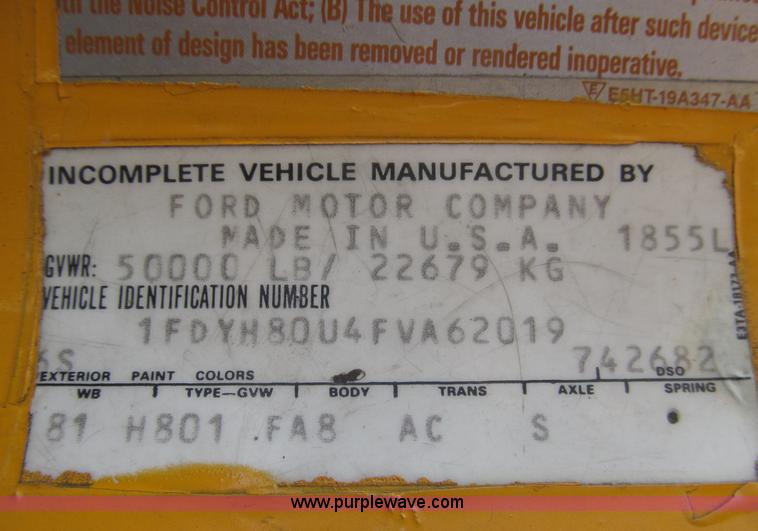 the Noise Control Act; (B) The use of this vehicle after such device
element of design has been removed or rendered inoperative.
E E5HT-19A347-AA
INCOMPLETE VEHICLE MANUFACTURED BY
FORD MOTOR COMPANY
MADE IN U.S.A. 1855L
GVWR: 50000 LB/ 22679 KG
VEHICLE IDENTIFICATION NUMBER
1FDYH80U4FVA62019
6S 742682
EXTERIOR PAINT COLORS DSO
WB TYPE—GVW BODY TRANS AXLE SPRING
81 H801 .FA8 AC S
www.purplewave.com